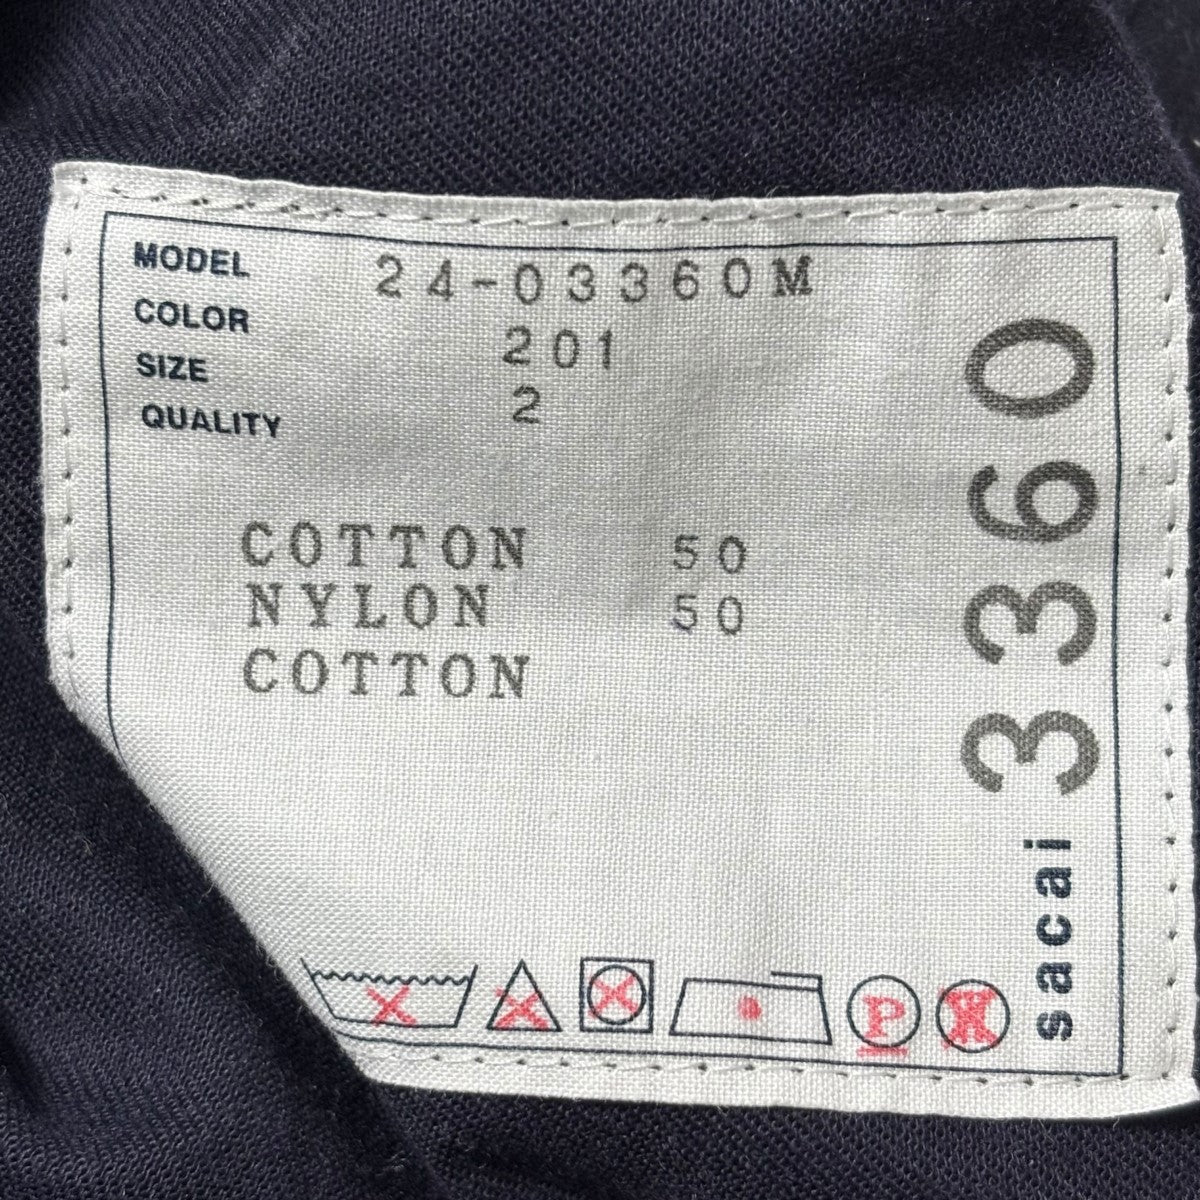 MODEL 24-03360M
COLOR 201
SIZE 2
QUALITY
COTTON 50
NYLON 50
COTTON
P
W
sacai 3360